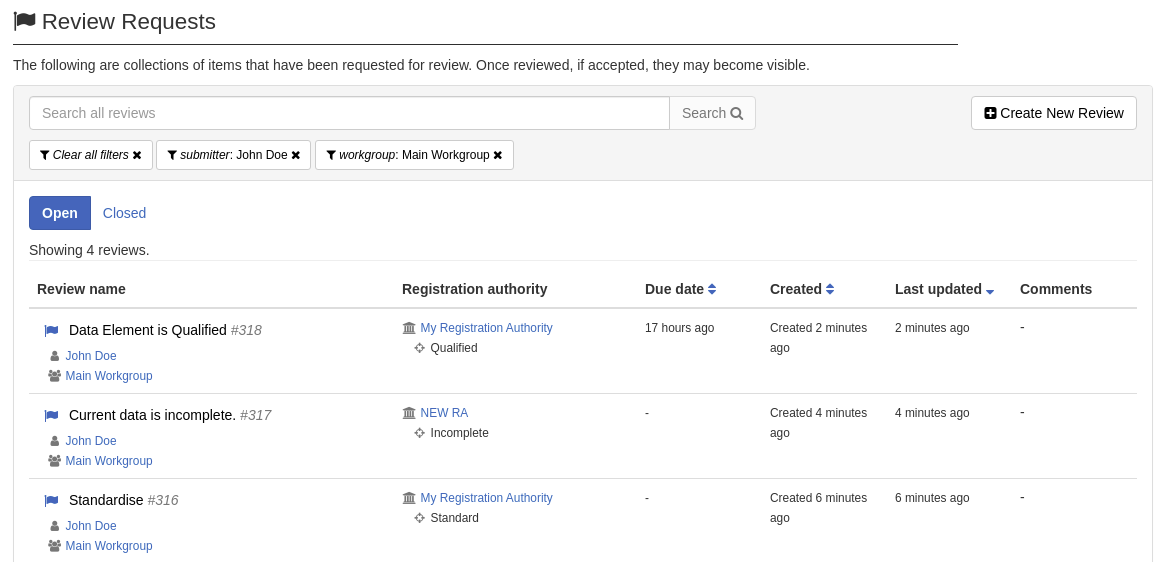 Review Requests
The following are collections of items that have been requested for review. Once reviewed, if accepted, they may become visible.
Search all reviews Search Create New Review
Clear all filters submitter: John Doe workgroup: Main Workgroup
Open Closed
Showing 4 reviews.
Review name Registration authority Due date Created Last updated Comments
Data Element is Qualified #318 My Registration Authority 17 hours ago Created 2 minutes 2 minutes ago -
Qualified ago
John Doe
Main Workgroup
Current data is incomplete. #317 NEW RA - Created 4 minutes 4 minutes ago -
Incomplete ago
John Doe
Main Workgroup
Standardise #316 My Registration Authority - Created 6 minutes 6 minutes ago -
Standard ago
John Doe
Main Workgroup